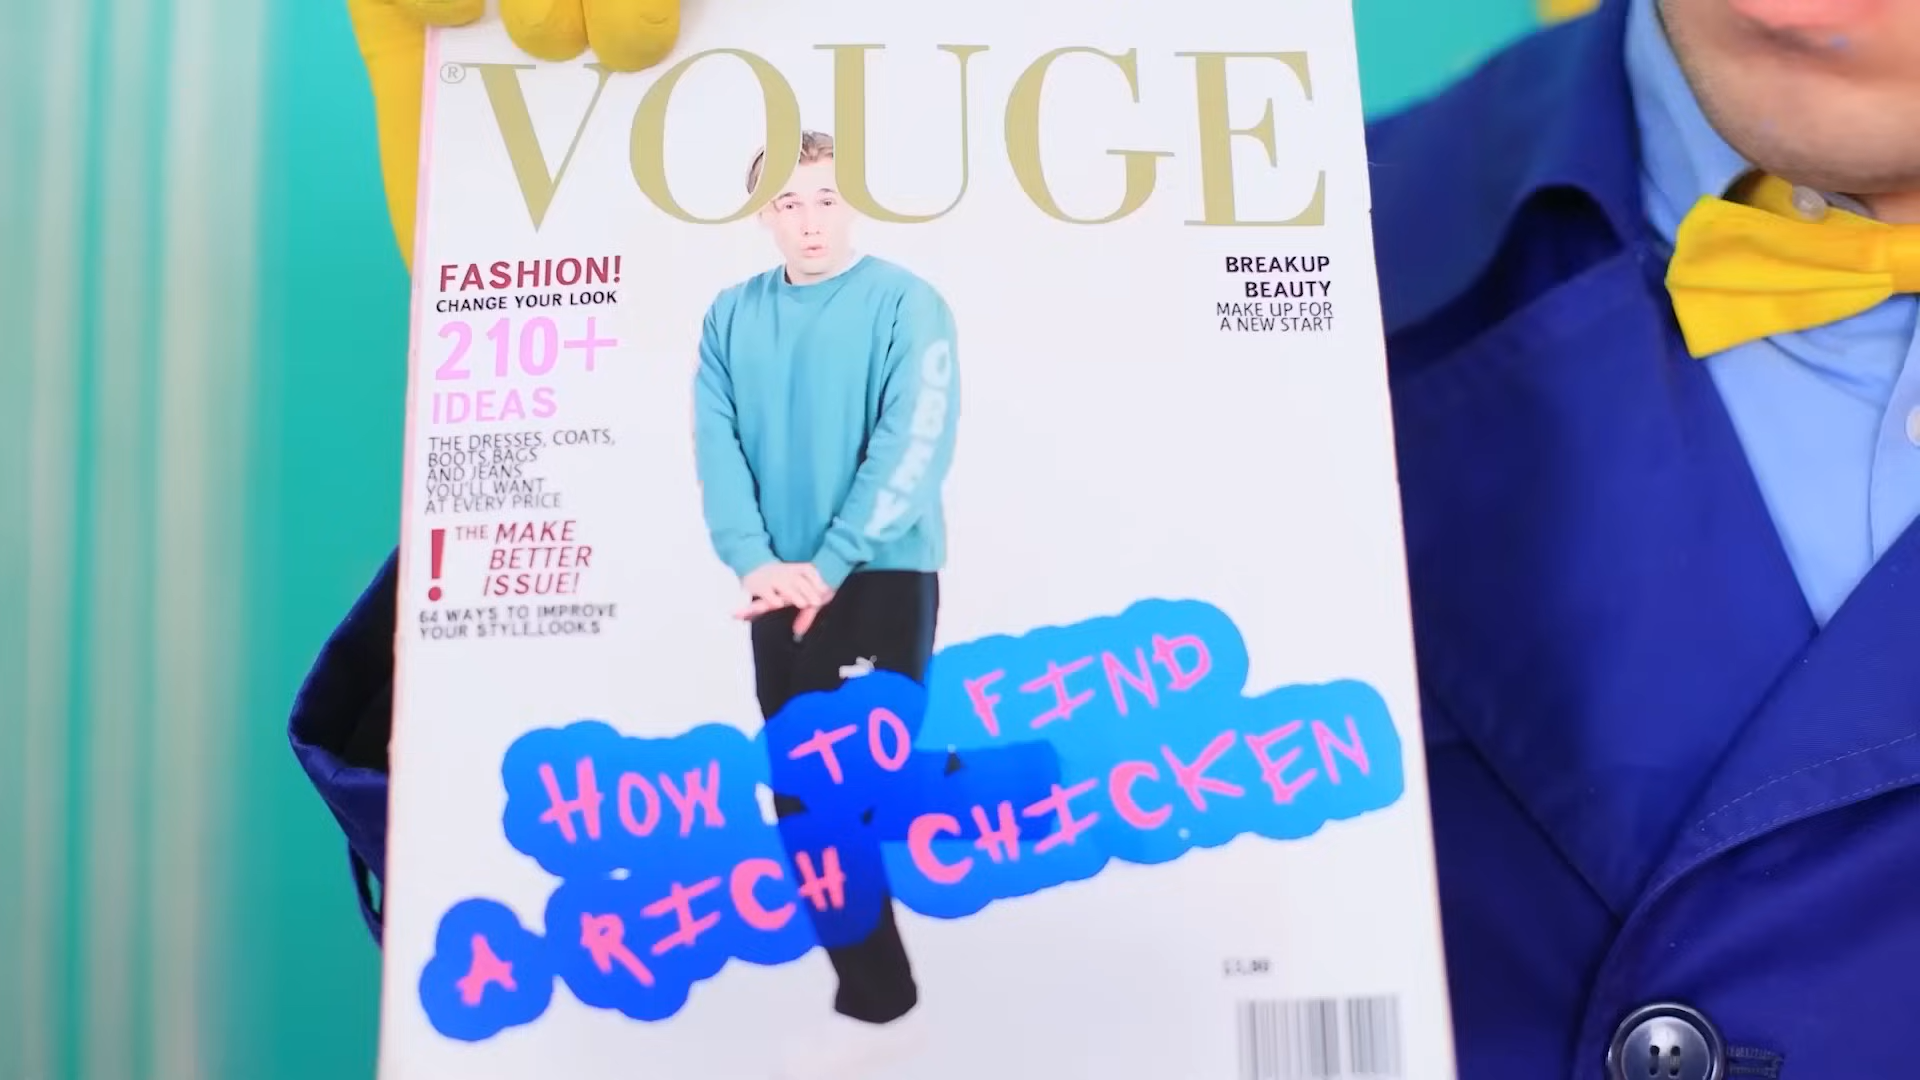 ®
VOUGE
FASHION!
CHANGE YOUR LOOK
210+
IDEAS
THE DRESSES, COATS,
BOOTS,BAGS
AND JEANS
YOU'LL WANT
AT EVERY PRICE
! THE MAKE
BETTER
ISSUE!
64 WAYS TO IMPROVE
YOUR STYLE,LOOKS
BREAKUP
BEAUTY
MAKE UP FOR
A NEW START
HOW TO FIND
A RICH CHICKEN